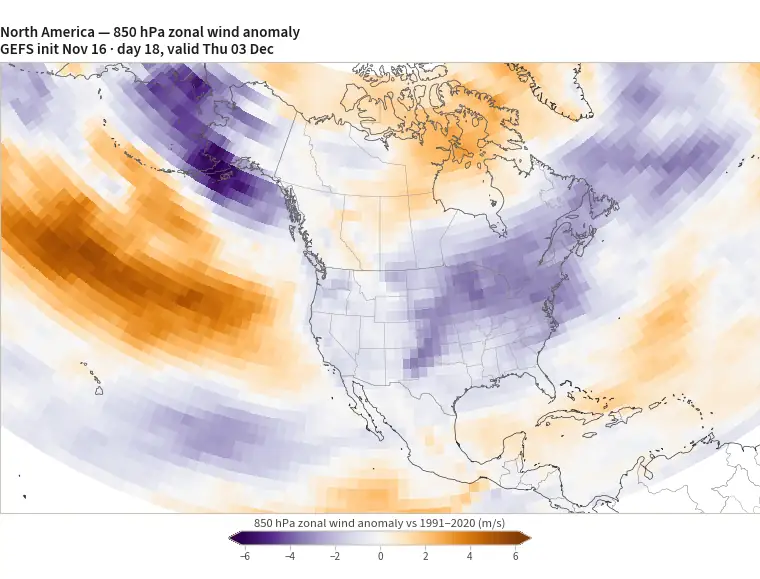 North America — 850 hPa zonal wind anomaly
GEFS init Nov 16 · day 18, valid Thu 03 Dec
850 hPa zonal wind anomaly vs 1991–2020 (m/s)
−6 −4 −2 0 2 4 6